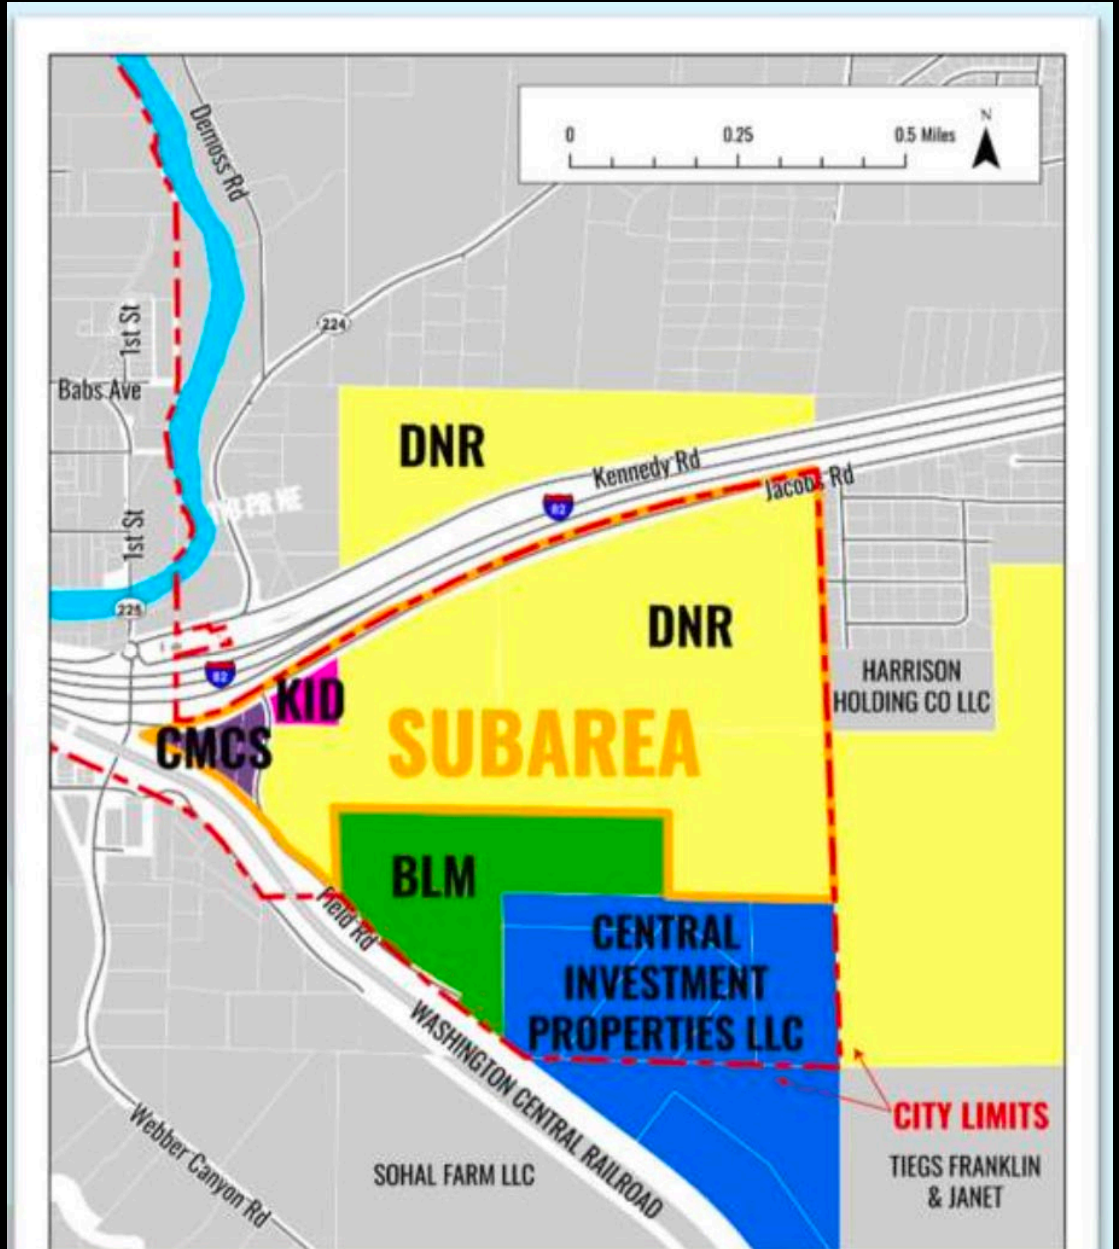 N
0 0.25 0.5 Miles
Demoss Rd
224
1st St
Babs Ave
DNR
Kennedy Rd
Jacobs Rd
82
1st St
225
DNR
82
KID
HARRISON
HOLDING CO LLC
SUBAREA
CMCS
BLM
Field Rd
CENTRAL
INVESTMENT
PROPERTIES LLC
WASHINGTON CENTRAL RAILROAD
CITY LIMITS
Webber Canyon Rd
SOHAL FARM LLC
TIEGS FRANKLIN
& JANET